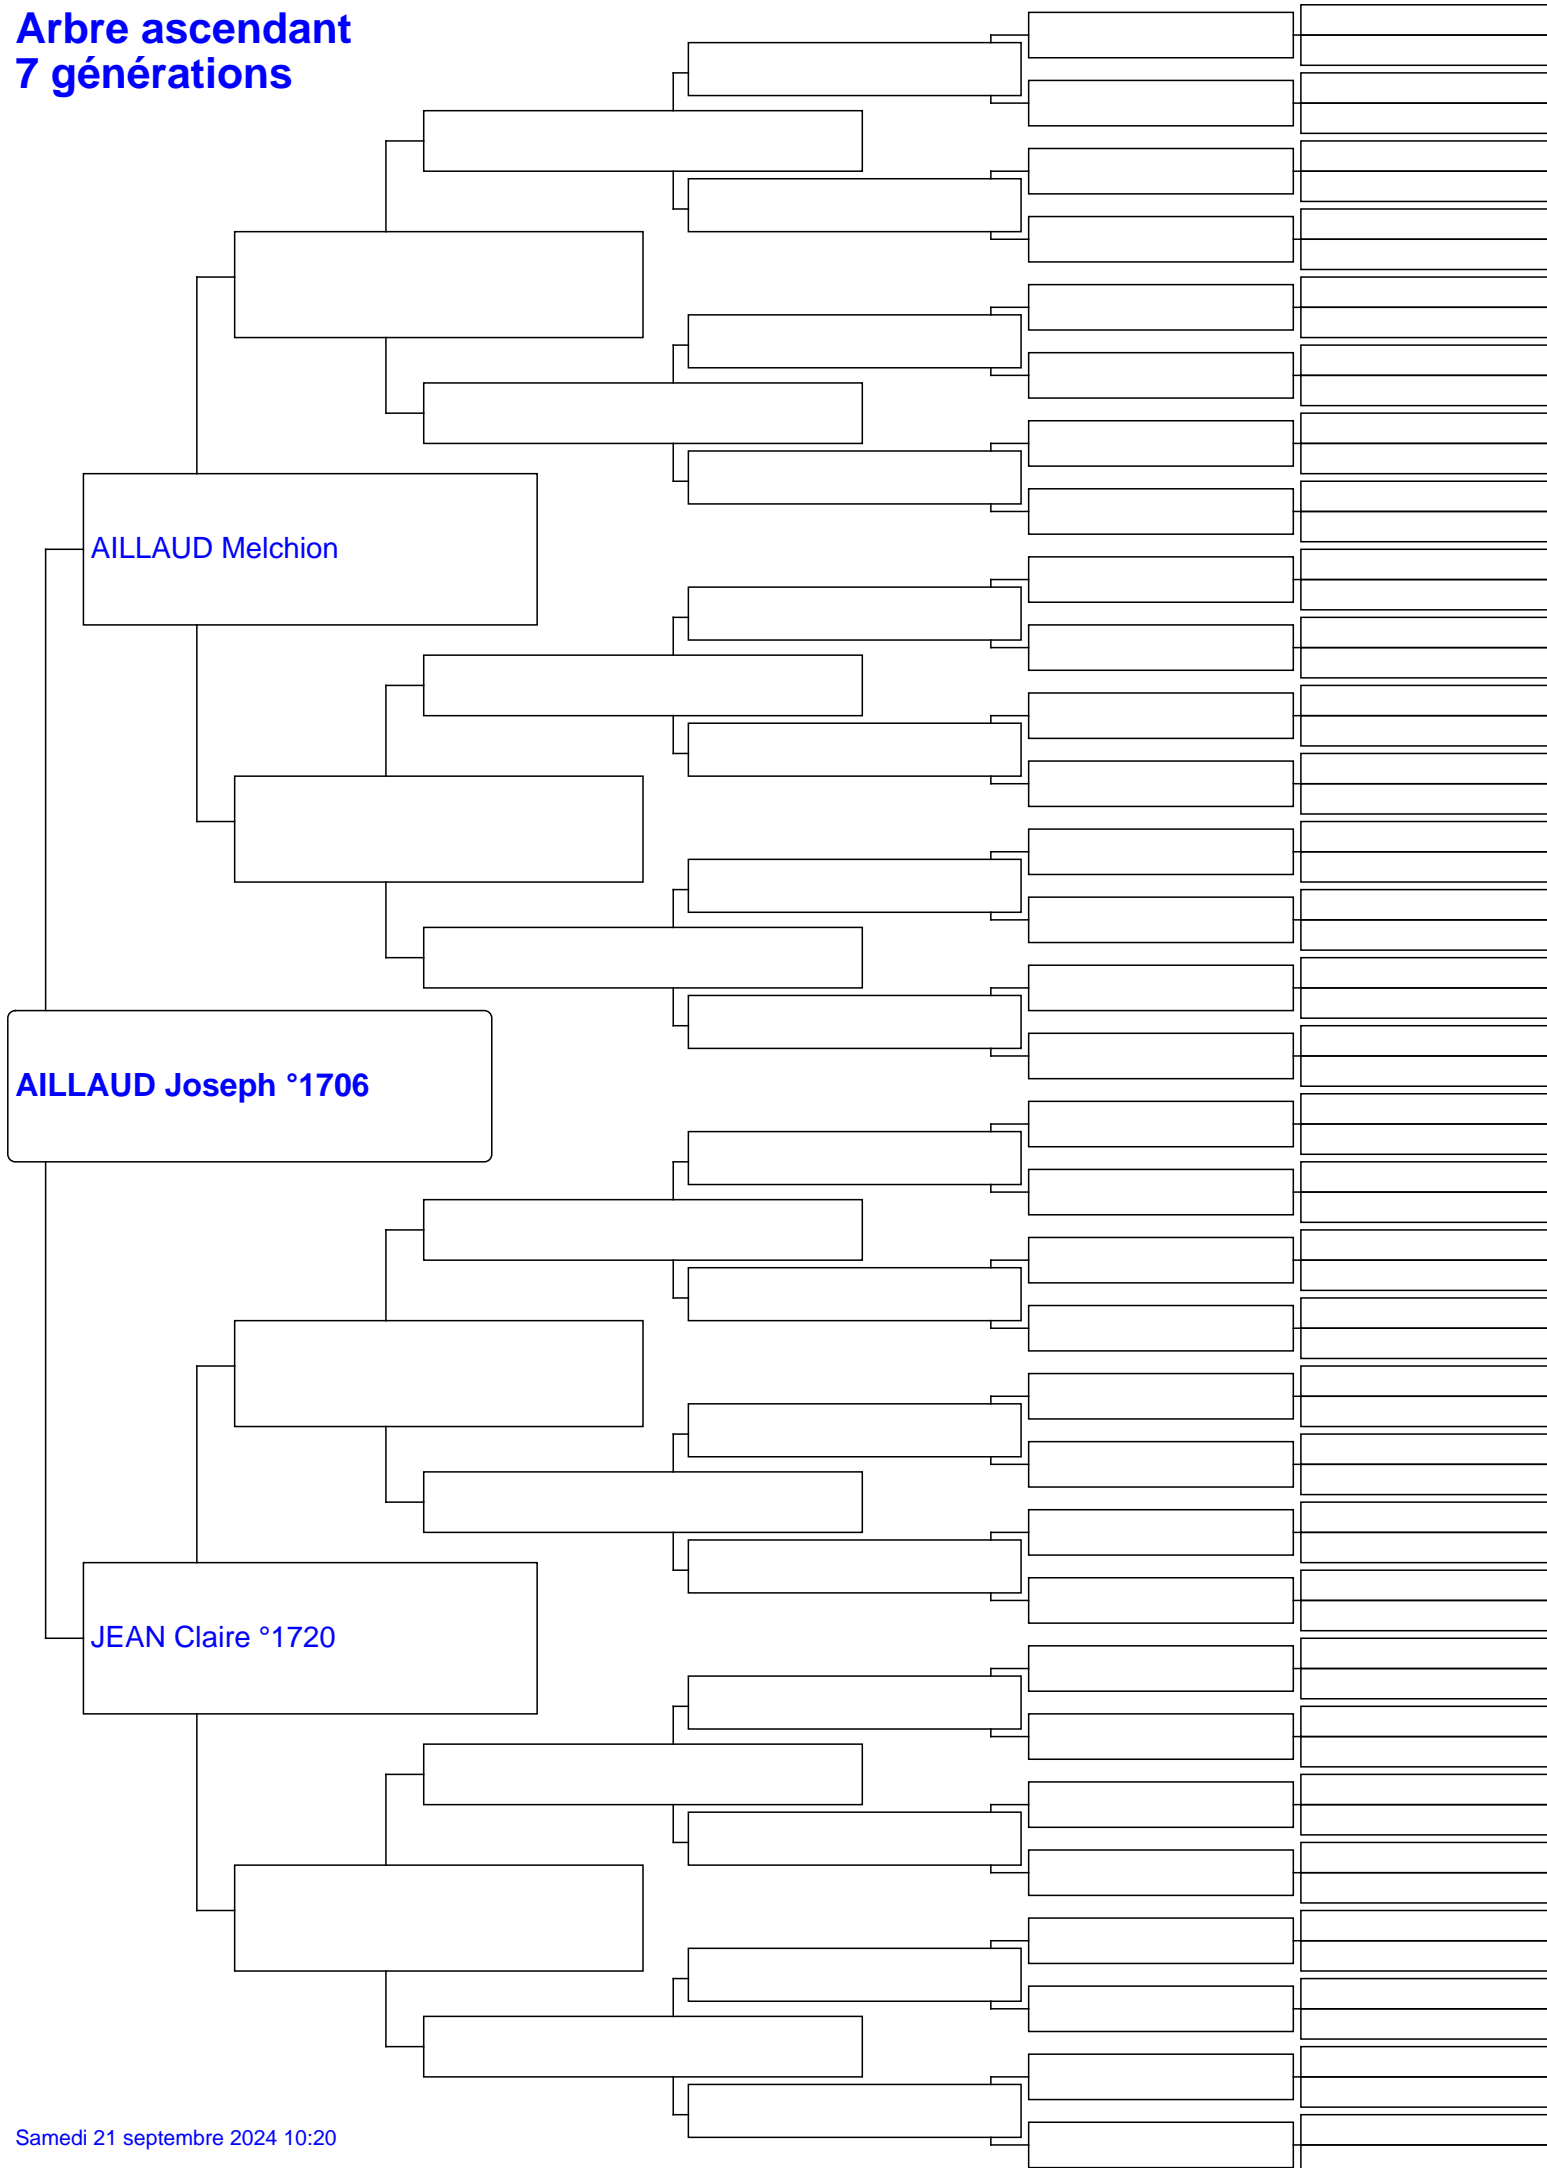 Arbre ascendant
7 générations
AILLAUD Melchion
AILLAUD Joseph °1706
JEAN Claire °1720
Samedi 21 septembre 2024 10:20